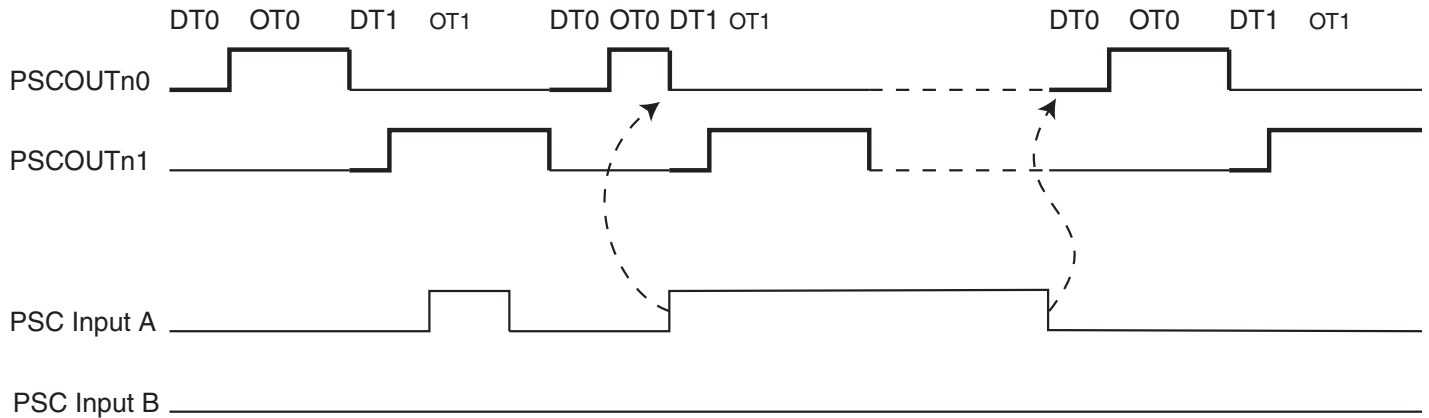 DT0 OT0 DT1 OT1 DT0 OT0 DT1 OT1 DT0 OT0 DT1 OT1
PSCOUTn0
PSCOUTn1
PSC Input A
PSC Input B